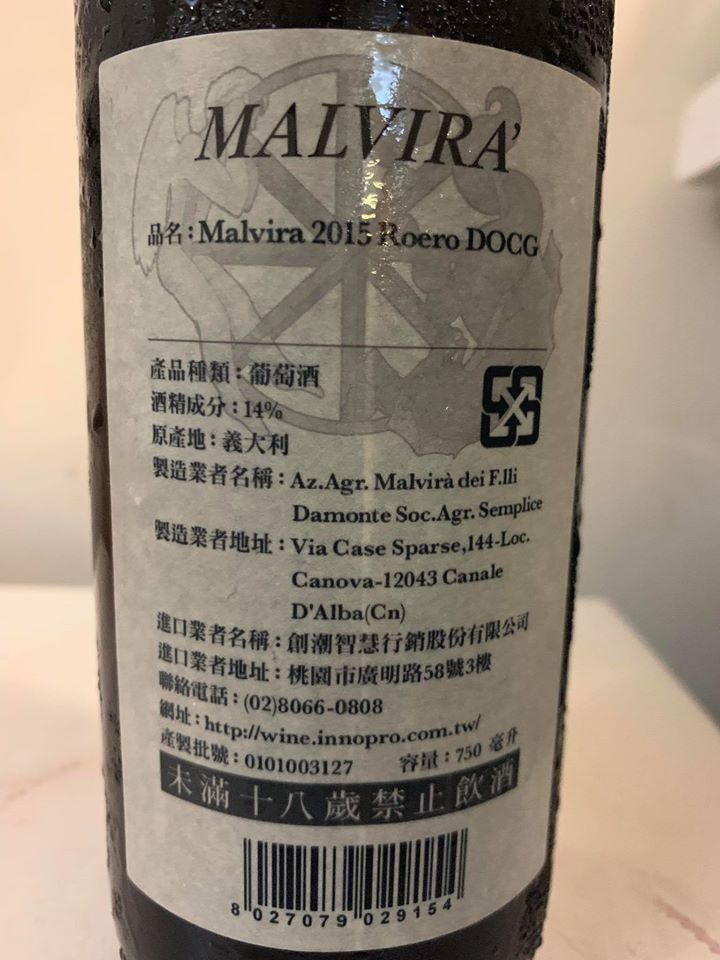 MALVIRA'
品名：Malvira 2015 Roero DOCG
產品種類：葡萄酒
酒精成分：14%
原產地：義大利
製造業者名稱：Az.Agr. Malvirà dei F.lli
Damonte Soc.Agr. Semplice
製造業者地址：Via Case Sparse,144-Loc.
Canova-12043 Canale
D'Alba(Cn)
進口業者名稱：創潮智慧行銷股份有限公司
進口業者地址：桃園市廣明路58號3樓
聯絡電話：(02)8066-0808
網址：http://wine.innopro.com.tw/
產製批號：0101003127 容量：750 毫升
未滿十八歲禁止飲酒
8 027079 029154